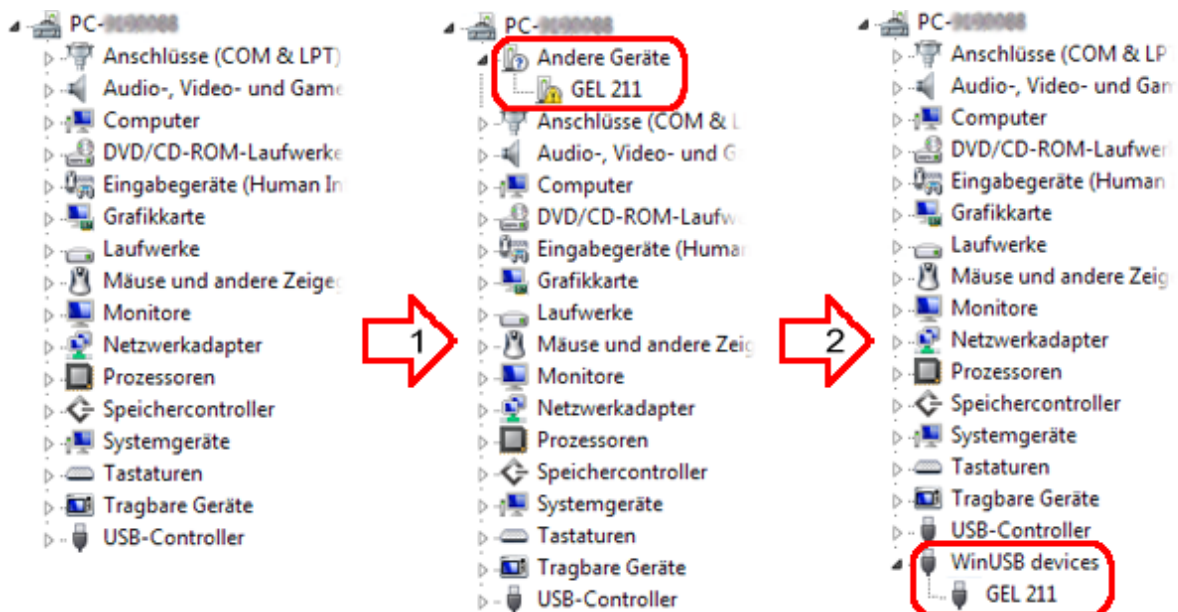 PC-
Anschlüsse (COM & LPT)
Audio-, Video- und Game
Computer
DVD/CD-ROM-Laufwerke
Eingabegeräte (Human In
Grafikkarte
Laufwerke
Mäuse und andere Zeigeg
Monitore
Netzwerkadapter
Prozessoren
Speichercontroller
Systemgeräte
Tastaturen
Tragbare Geräte
USB-Controller
1
PC-
Andere Geräte
GEL 211
Anschlüsse (COM & L
Audio-, Video- und G
Computer
DVD/CD-ROM-Laufw
Eingabegeräte (Human
Grafikkarte
Laufwerke
Mäuse und andere Zeig
Monitore
Netzwerkadapter
Prozessoren
Speichercontroller
Systemgeräte
Tastaturen
Tragbare Geräte
USB-Controller
2
PC-
Anschlüsse (COM & LP
Audio-, Video- und Gam
Computer
DVD/CD-ROM-Laufwer
Eingabegeräte (Human
Grafikkarte
Laufwerke
Mäuse und andere Zeig
Monitore
Netzwerkadapter
Prozessoren
Speichercontroller
Systemgeräte
Tastaturen
Tragbare Geräte
USB-Controller
WinUSB devices
GEL 211